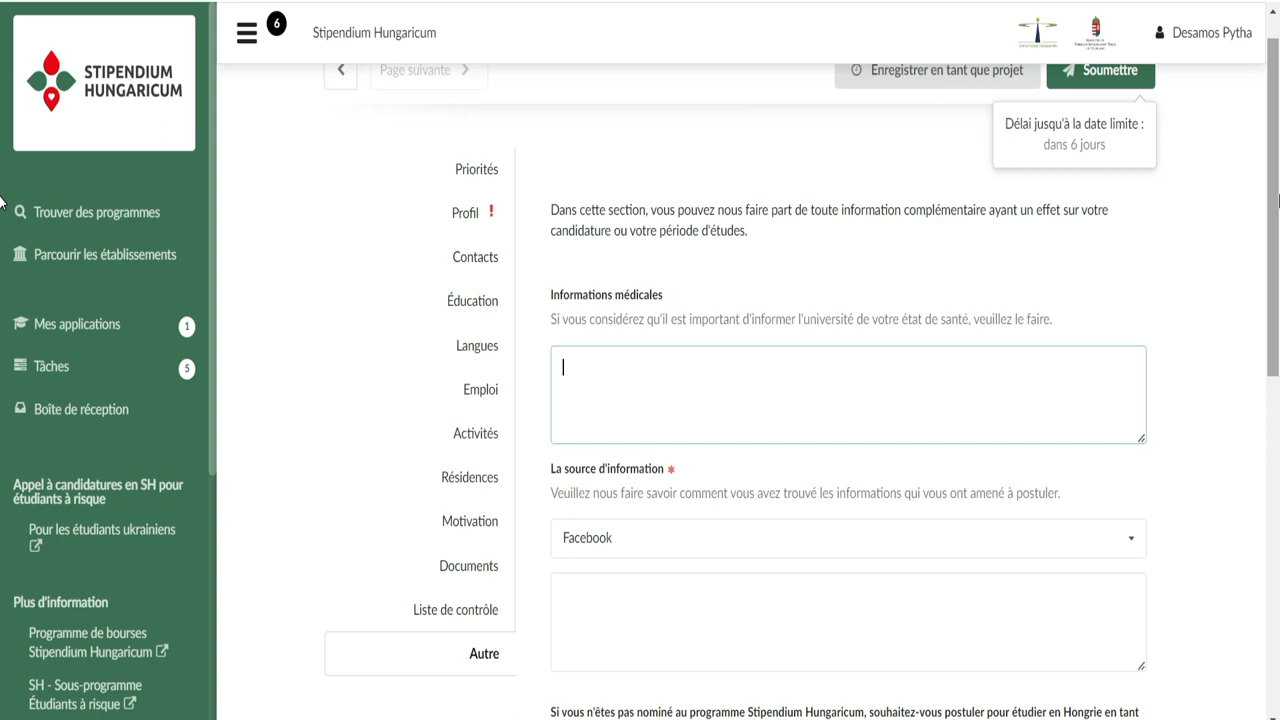 STIPENDIUM
HUNGARICUM
Trouver des programmes
Parcourir les établissements
Mes applications 1
Tâches 5
Boîte de réception
Appel à candidatures en SH pour
étudiants à risque
Pour les étudiants ukrainiens
Plus d'information
Programme de bourses
Stipendium Hungaricum
SH - Sous-programme
Étudiants à risque
6
Stipendium Hungaricum
Desamos Pytha
Page suivante
Enregistrer en tant que projet
Soumettre
Délai jusqu'à la date limite :
dans 6 jours
Priorités
Profil !
Contacts
Éducation
Langues
Emploi
Activités
Résidences
Motivation
Documents
Liste de contrôle
Autre
Dans cette section, vous pouvez nous faire part de toute information complémentaire ayant un effet sur votre
candidature ou votre période d'études.
Informations médicales
Si vous considérez qu'il est important d'informer l'université de votre état de santé, veuillez le faire.
La source d'information *
Veuillez nous faire savoir comment vous avez trouvé les informations qui vous ont amené à postuler.
Facebook
Si vous n'êtes pas nominé au programme Stipendium Hungaricum, souhaitez-vous postuler pour étudier en Hongrie en tant